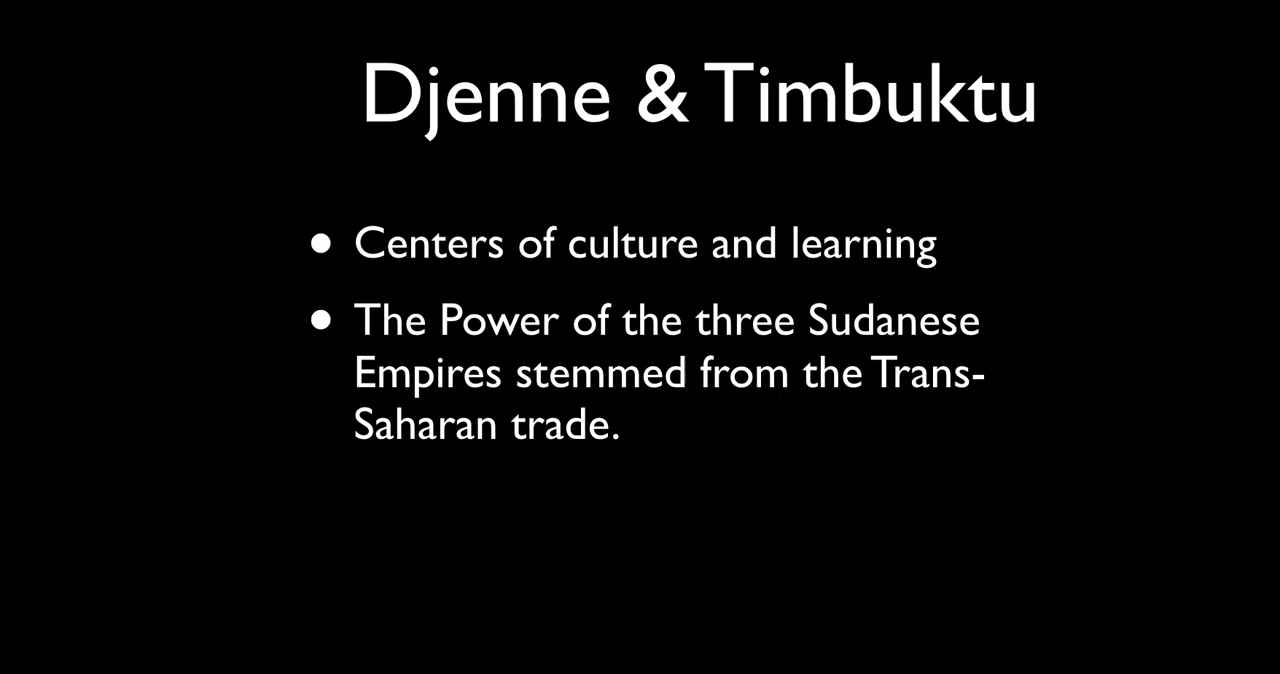 Djenne & Timbuktu
• Centers of culture and learning
• The Power of the three Sudanese
Empires stemmed from the Trans-
Saharan trade.